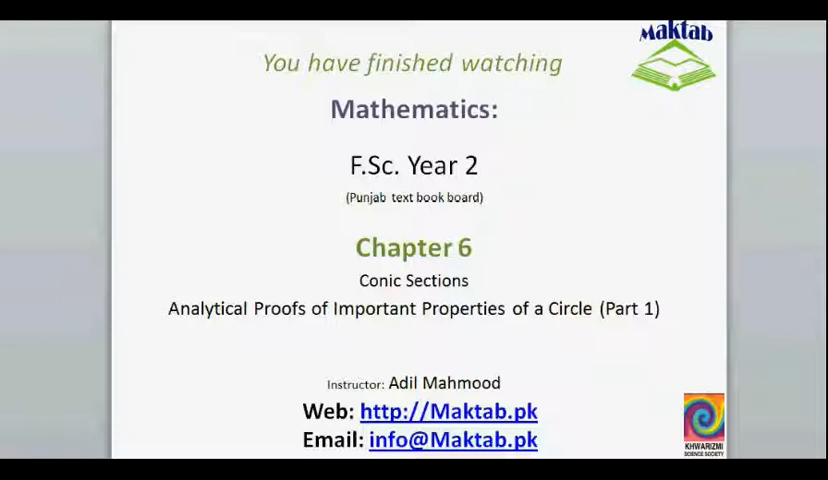 Maktab
You have finished watching
Mathematics:
F.Sc. Year 2
(Punjab text book board)
Chapter 6
Conic Sections
Analytical Proofs of Important Properties of a Circle (Part 1)
Instructor: Adil Mahmood
Web: http://Maktab.pk
Email: info@Maktab.pk
KHWARIZMI
SCIENCE SOCIETY